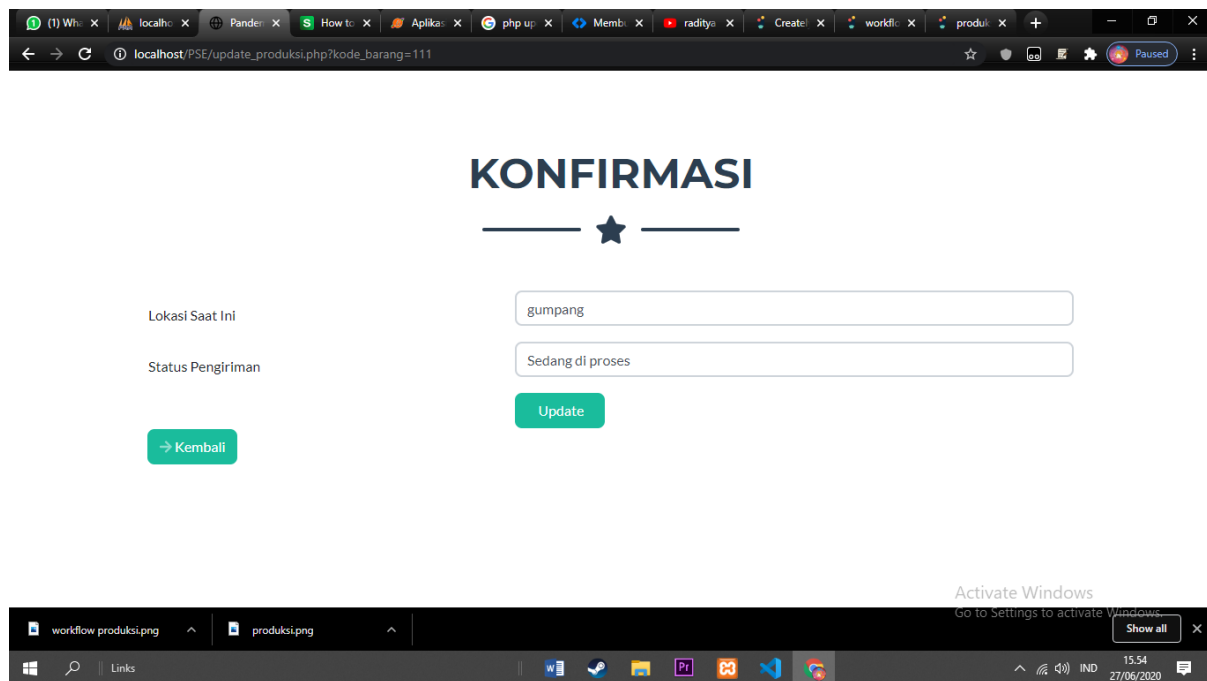 (1) Wha
localho
Pandem
How to
Aplikas
php up
Membu
raditya
Createl
workflo
produk
localhost/PSE/update_produksi.php?kode_barang=111
Paused
KONFIRMASI
Lokasi Saat Ini
gumpang
Status Pengiriman
Sedang di proses
Update
→ Kembali
Activate Windows
Go to Settings to activate Windows.
workflow produksi.png
produksi.png
Show all
Links
IND
15.54
27/06/2020